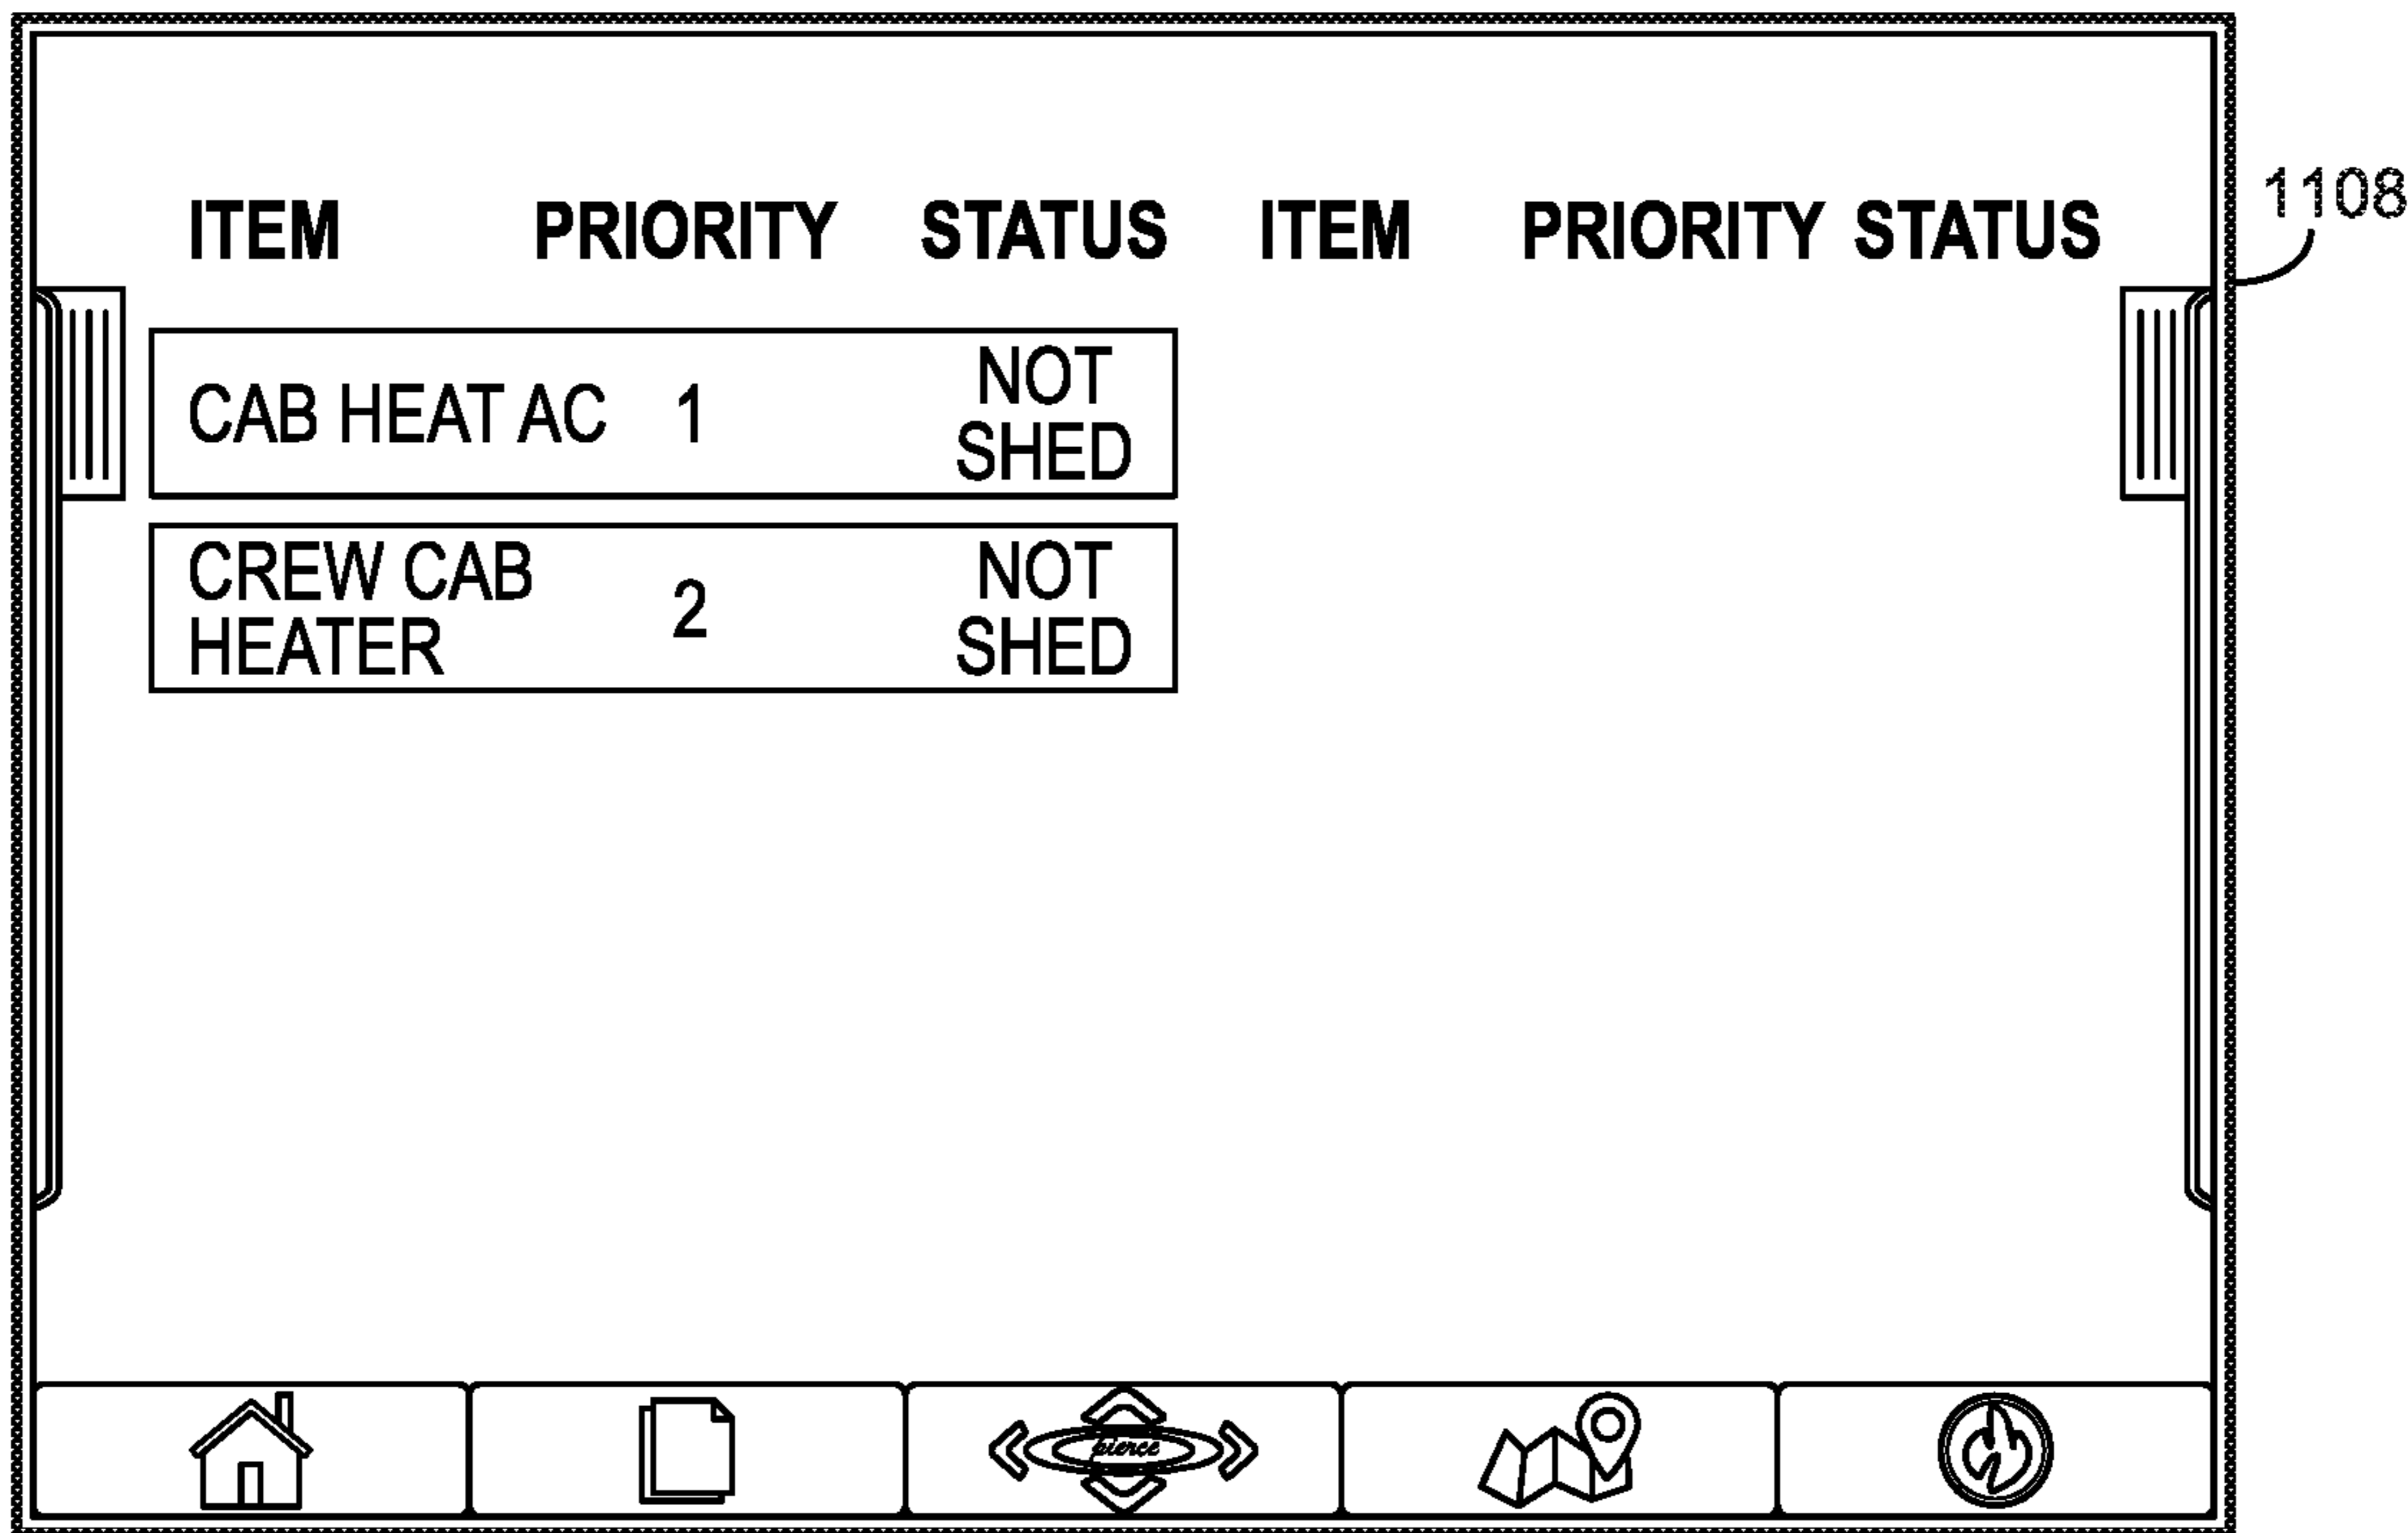 ITEM PRIORITY STATUS ITEM PRIORITY STATUS
1108
CAB HEAT AC 1 NOT SHED
CREW CAB HEATER 2 NOT SHED
pierce